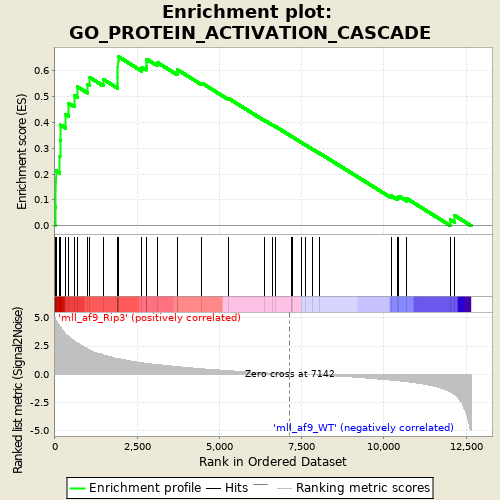 Enrichment plot:
GO_PROTEIN_ACTIVATION_CASCADE
Enrichment score (ES)
0.6
0.5
0.4
0.3
0.2
0.1
0.0
'mll_af9_Rip3' (positively correlated)
Ranked list metric (Signal2Noise)
5.0
2.5
0.0
-2.5
-5.0
Zero cross at 7142
'mll_af9_WT' (negatively correlated)
0
2,500
5,000
7,500
10,000
12,500
Rank in Ordered Dataset
Enrichment profile
Hits
Ranking metric scores